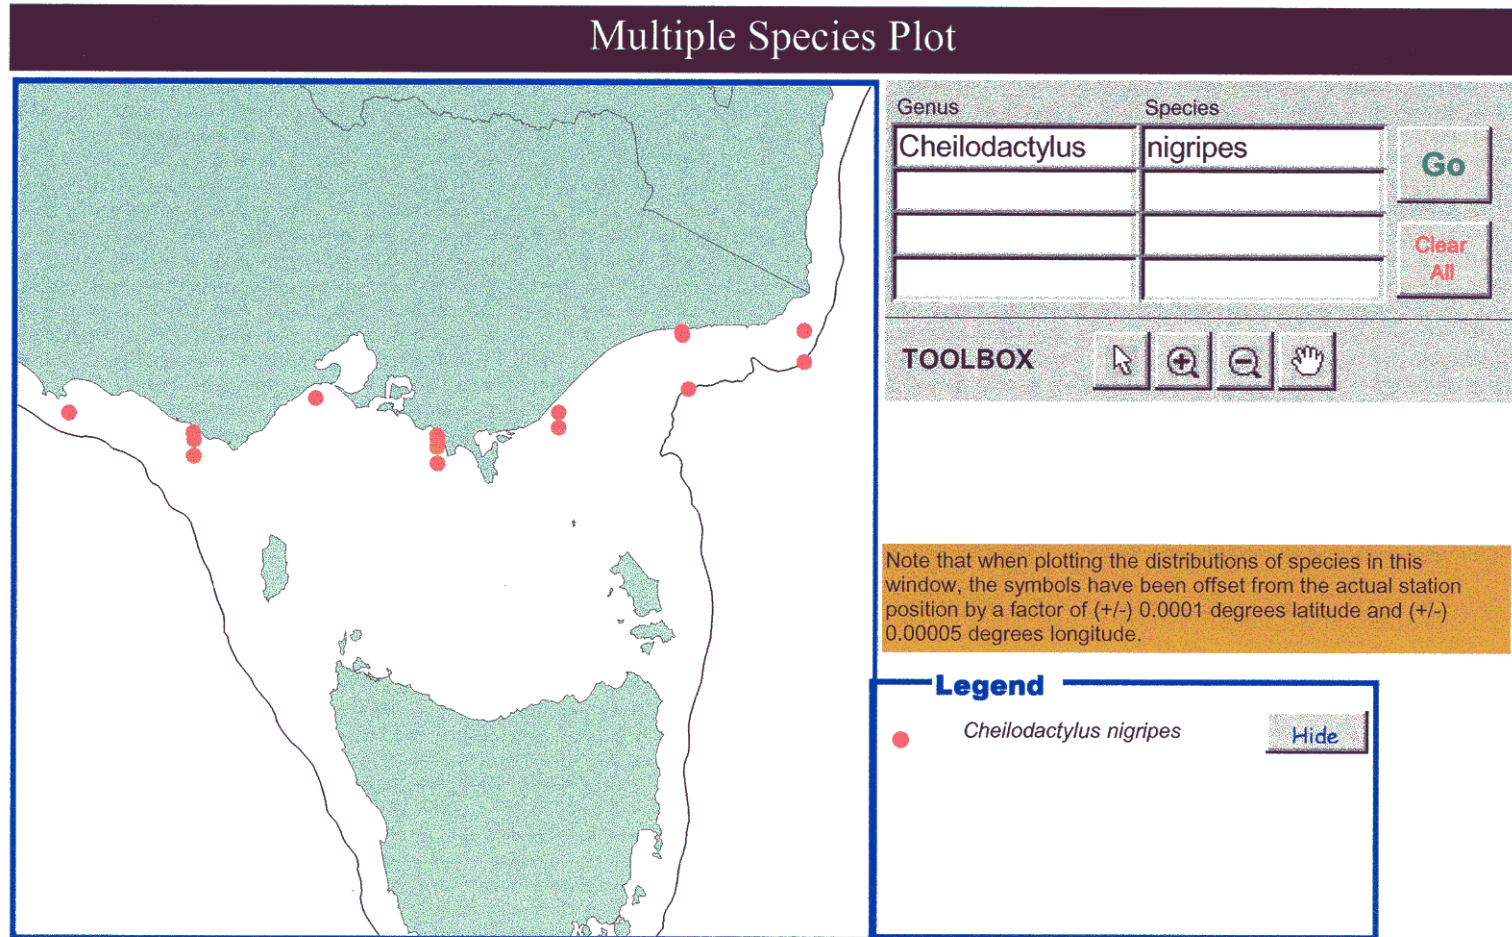 Multiple Species Plot
Genus Species
Cheilodactylus nigripes
Go
Clear
All
TOOLBOX
Note that when plotting the distributions of species in this
window, the symbols have been offset from the actual station
position by a factor of (+/-) 0.0001 degrees latitude and (+/-)
0.00005 degrees longitude.
Legend
Cheilodactylus nigripes
Hide